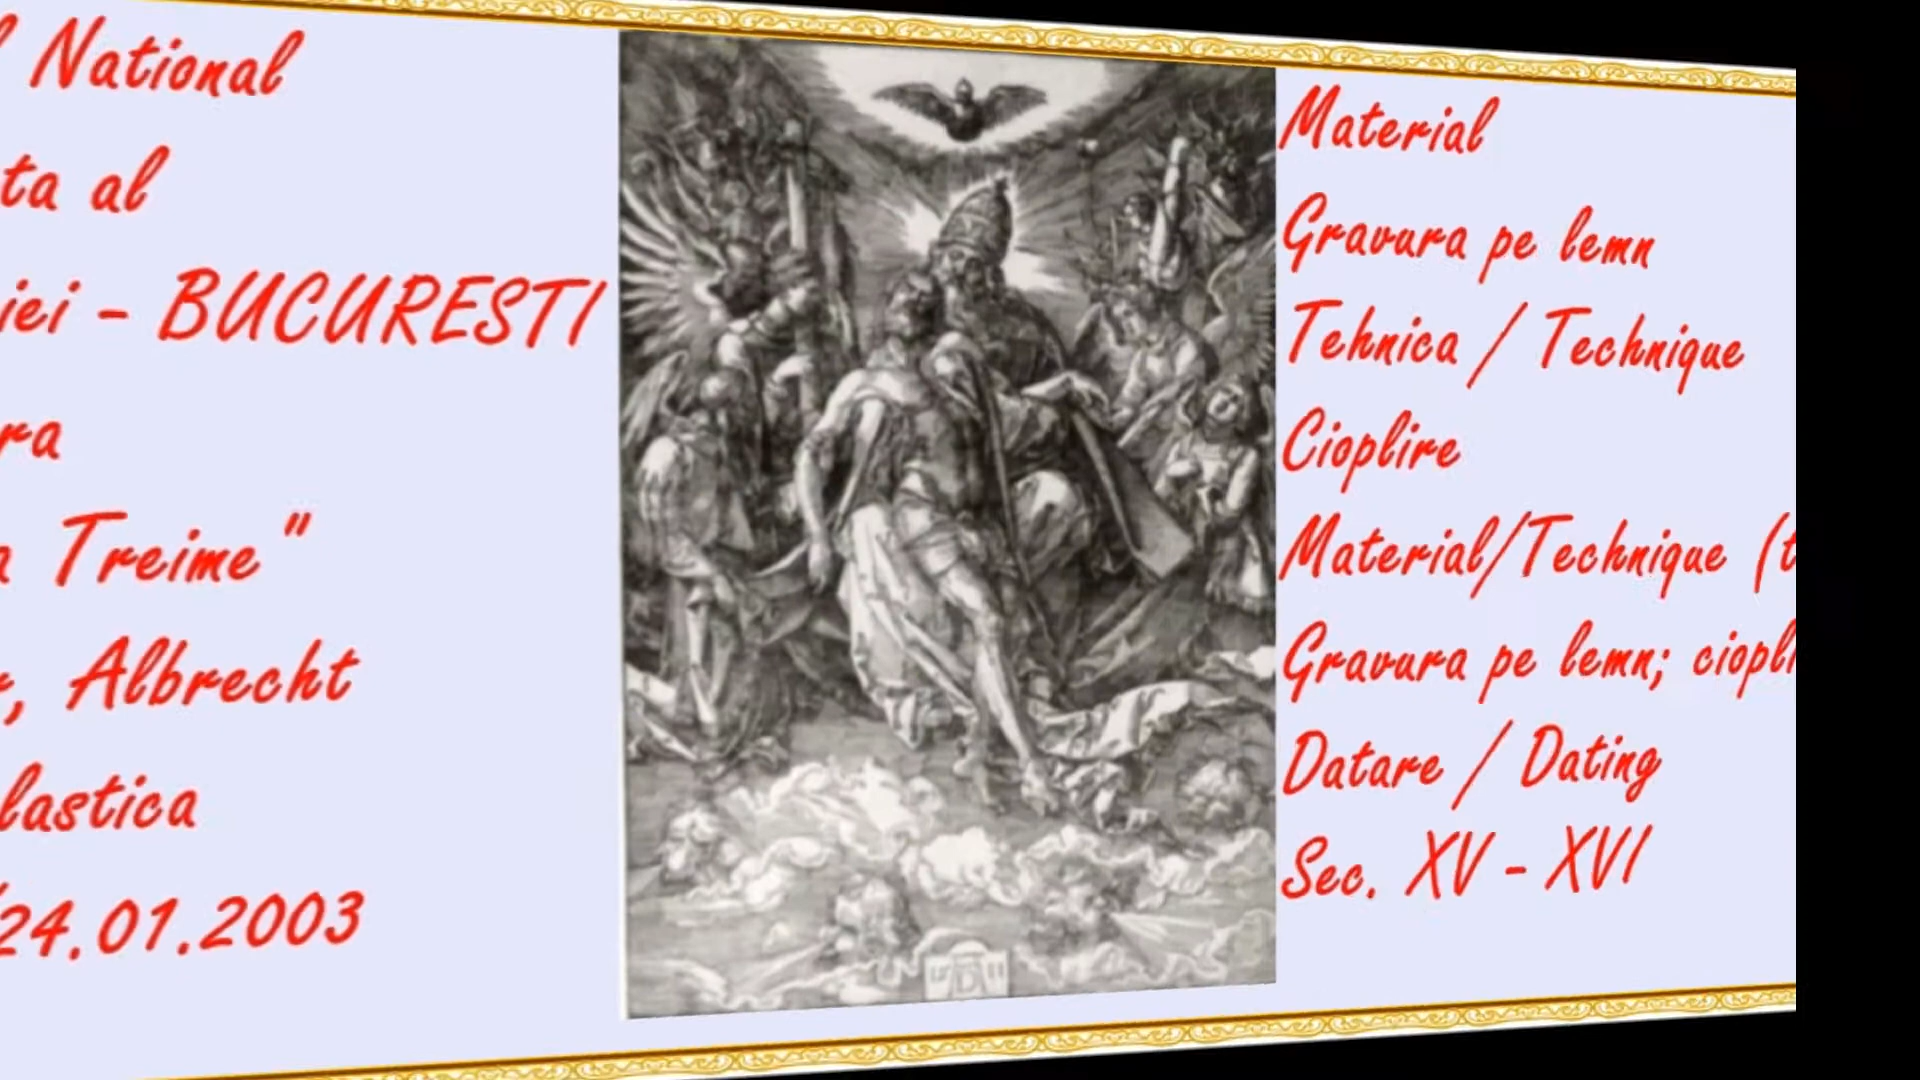 National
ta al
iei - BUCURESTI
ra
Treime"
, Albrecht
lastica
/24.01.2003
Material
Gravura pe lemn
Tehnica / Technique
Cioplire
Material/Technique (t
Gravura pe lemn; ciopli
Datare / Dating
Sec. XV - XVI